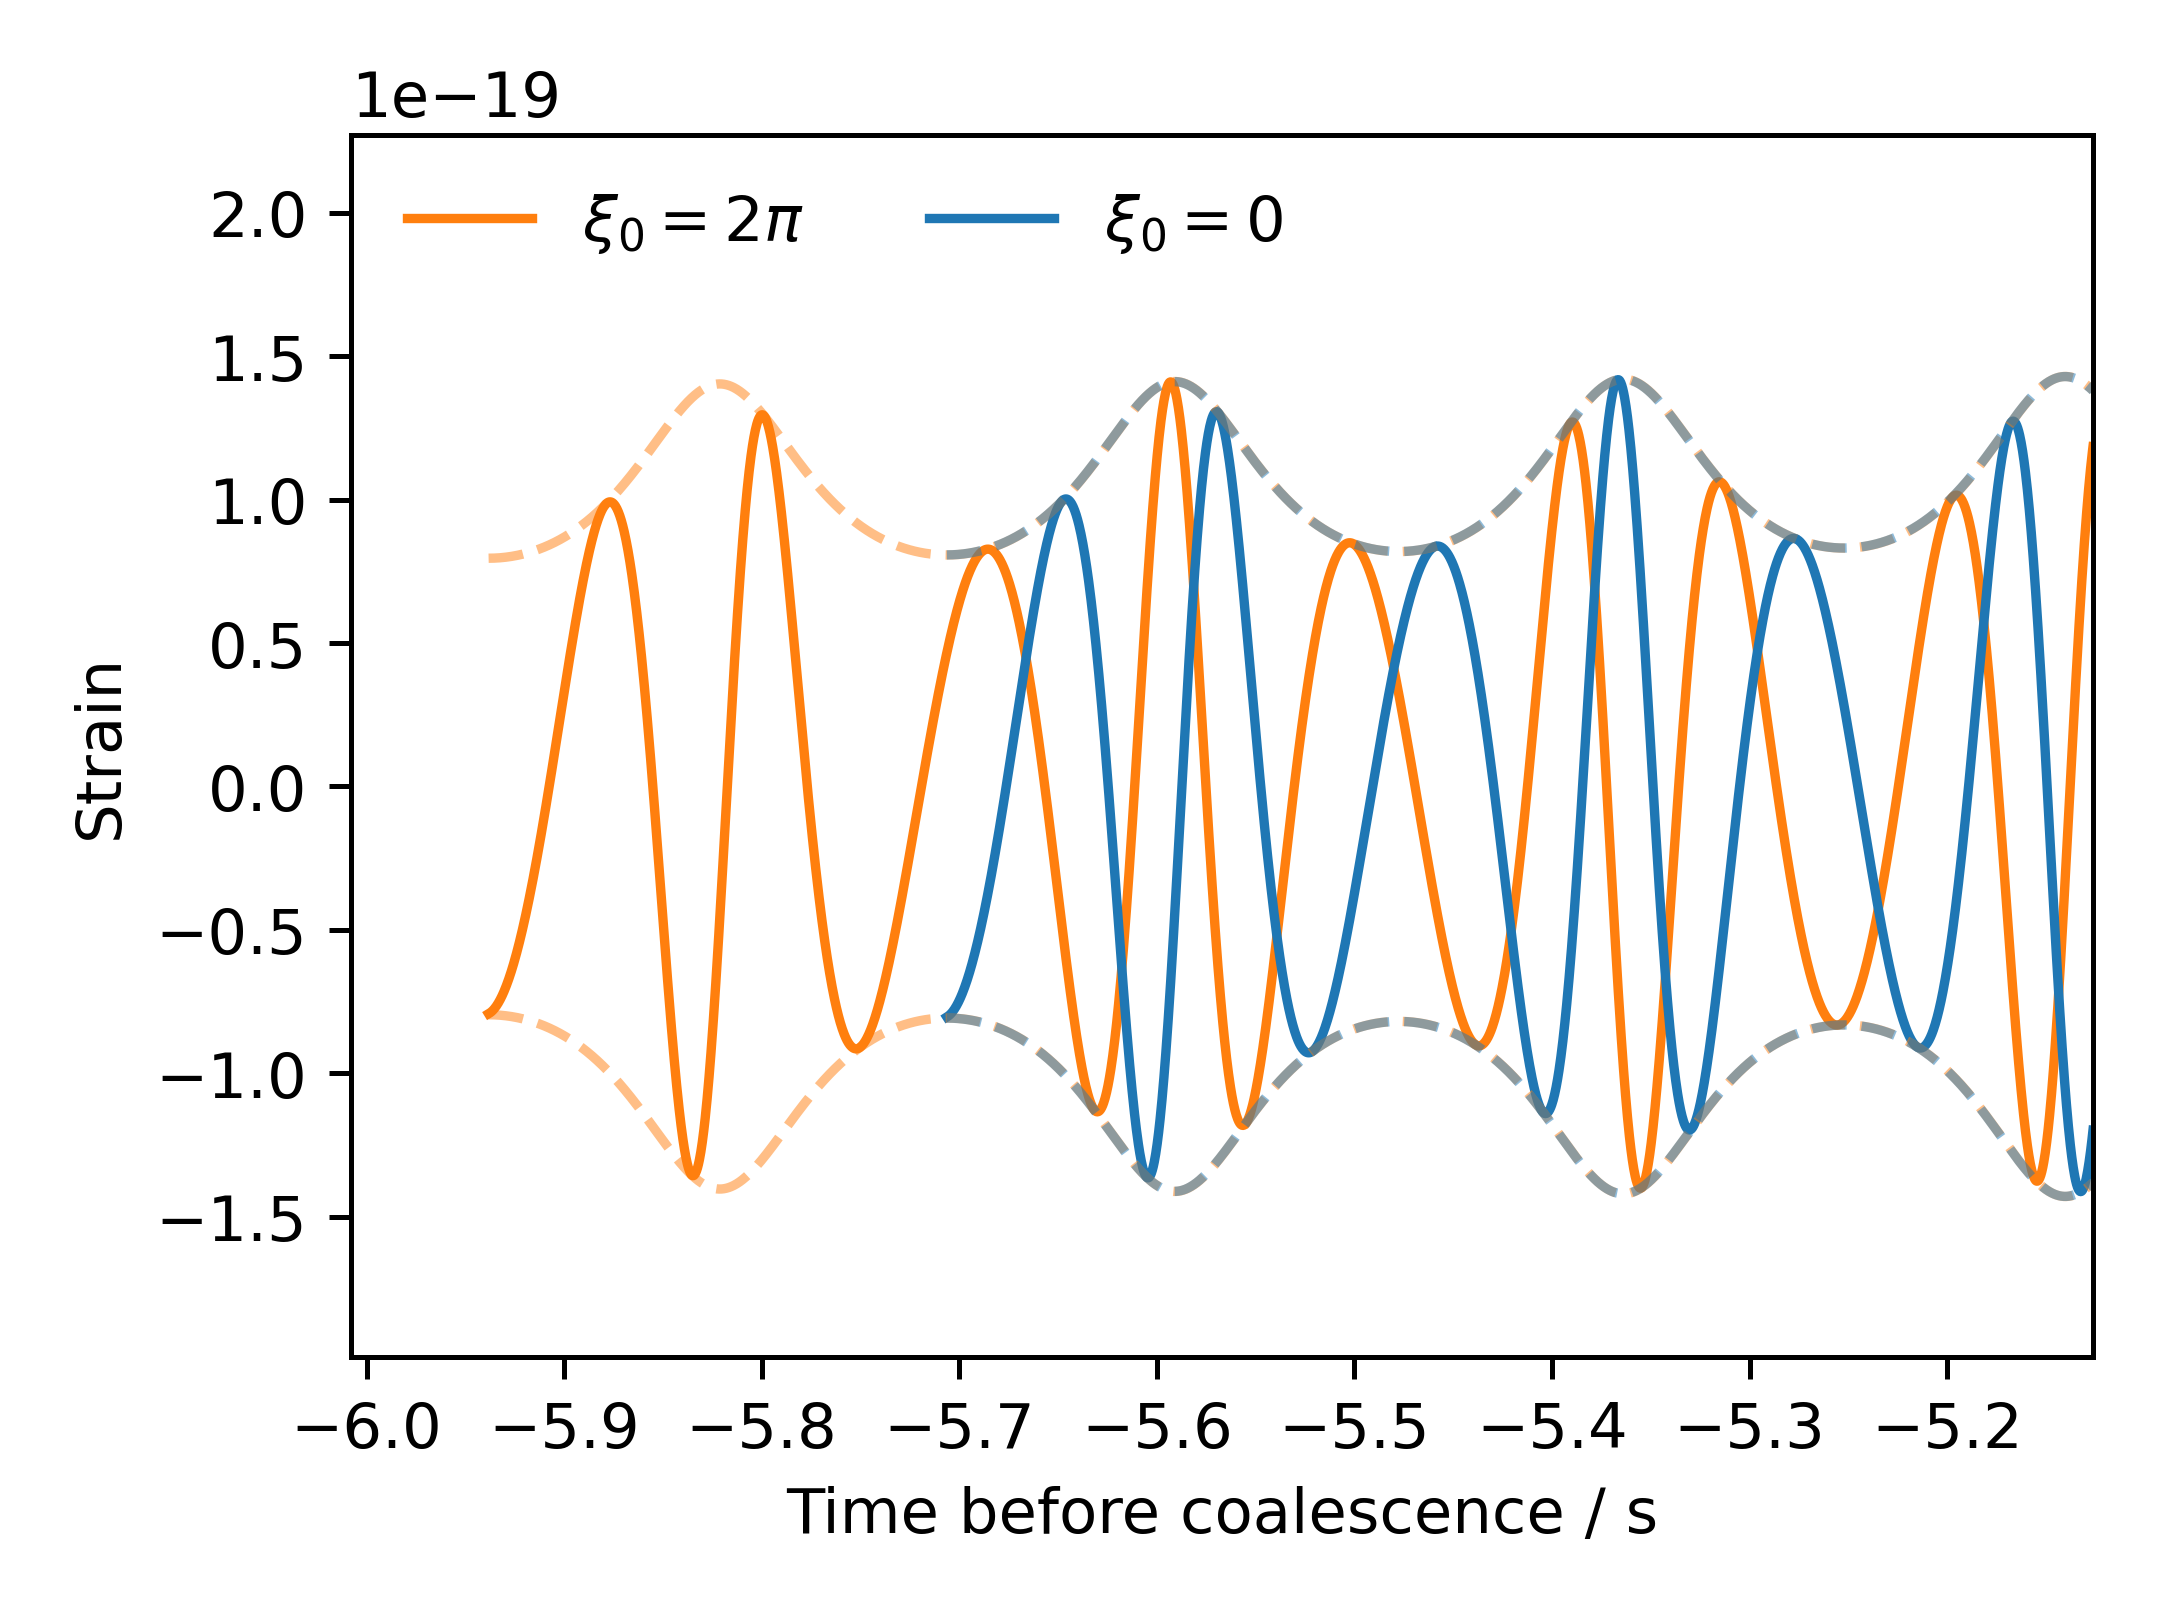 1e−19
ξ₀ = 2π
ξ₀ = 0
2.0
1.5
1.0
0.5
0.0
−0.5
−1.0
−1.5
Strain
−6.0 −5.9 −5.8 −5.7 −5.6 −5.5 −5.4 −5.3 −5.2
Time before coalescence / s